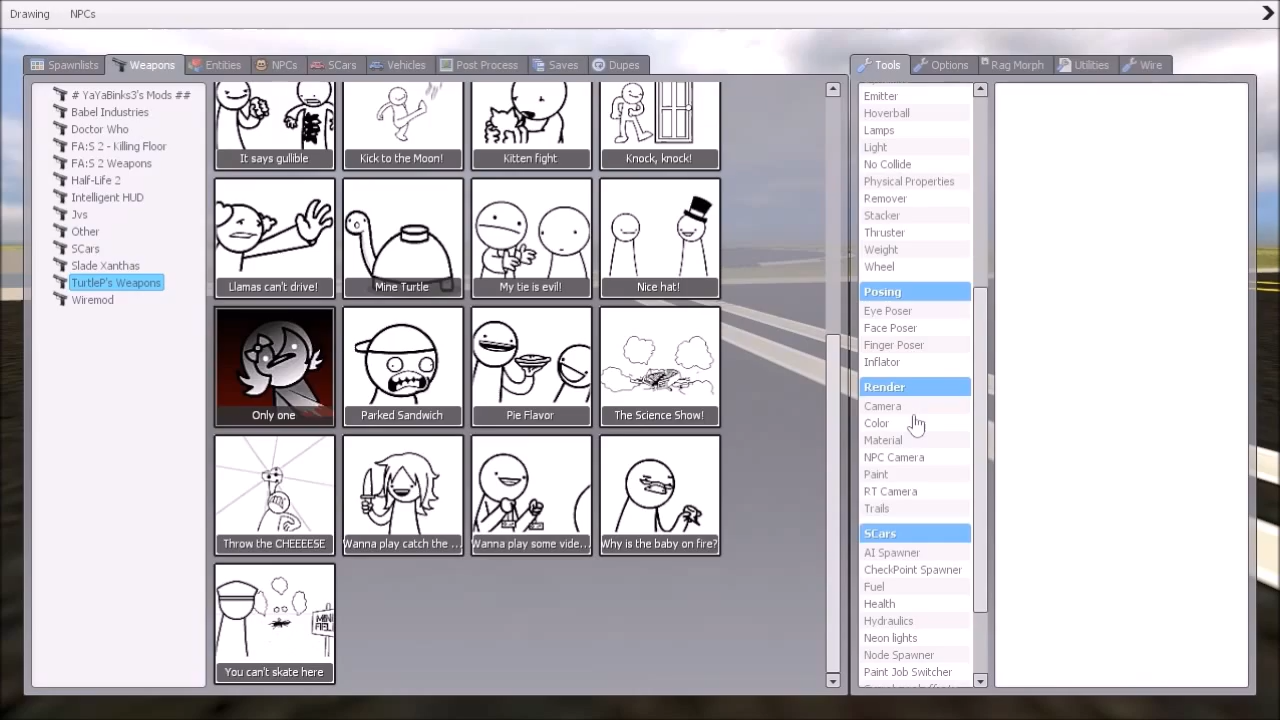 Drawing NPCs
Spawnlists Weapons Entities NPCs SCars Vehicles Post Process Saves Dupes
Tools Options Rag Morph Utilities Wire
# YaYaBinks3's Mods ##
Babel Industries
Doctor Who
FA:S 2 - Killing Floor
FA:S 2 Weapons
Half-Life 2
Intelligent HUD
Jvs
Other
SCars
Slade Xanthas
TurtleP's Weapons
Wiremod
It says gullible
Kick to the Moon!
Kitten fight
Knock, knock!
Llamas can't drive!
Mine Turtle
My tie is evil!
Nice hat!
Only one
Parked Sandwich
Pie Flavor
The Science Show!
Throw the CHEEEESE
Wanna play catch the ...
Wanna play some vide...
Why is the baby on fire?
MINE
FIEL
You can't skate here
Emitter
Hoverball
Lamps
Light
No Collide
Physical Properties
Remover
Stacker
Thruster
Weight
Wheel
Posing
Eye Poser
Face Poser
Finger Poser
Inflator
Render
Camera
Color
Material
NPC Camera
Paint
RT Camera
Trails
SCars
AI Spawner
CheckPoint Spawner
Fuel
Health
Hydraulics
Neon lights
Node Spawner
Paint Job Switcher